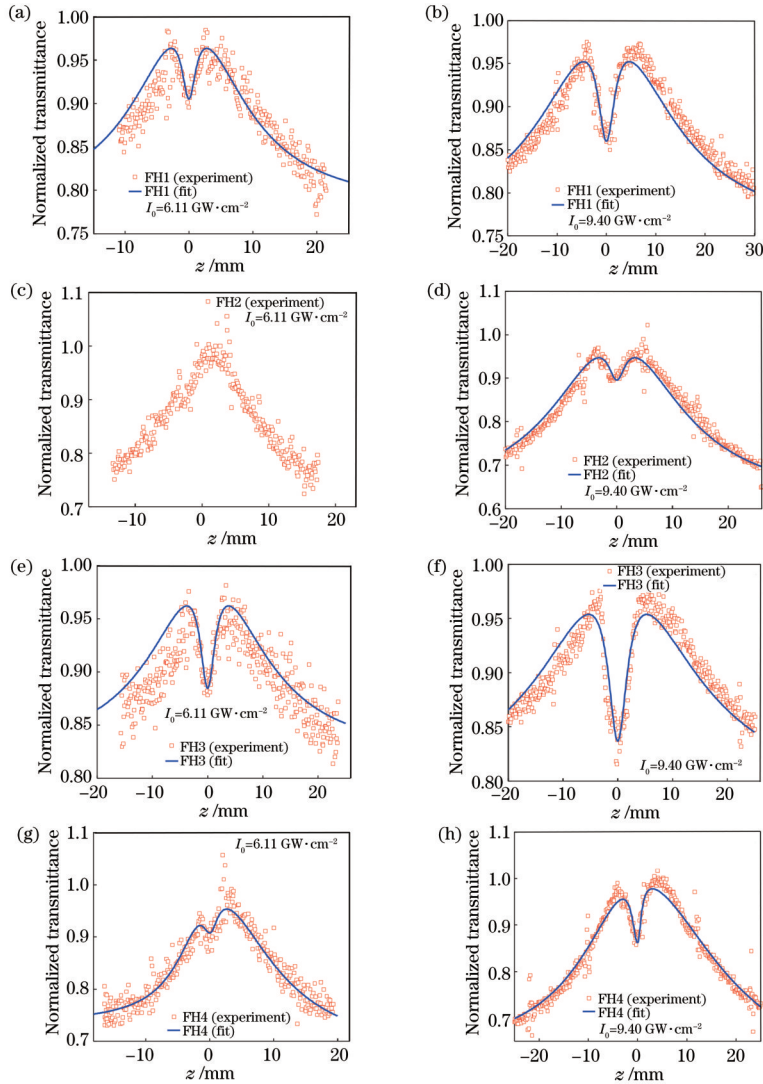 (a)
1.00
0.95
0.90
0.85
0.80
0.75
Normalized transmittance
FH1 (experiment)
FH1 (fit)
I₀=6.11 GW·cm⁻²
−10 0 10 20
z /mm
(b)
1.00
0.95
0.90
0.85
0.80
0.75
Normalized transmittance
FH1 (experiment)
FH1 (fit)
I₀=9.40 GW·cm⁻²
−20 −10 0 10 20 30
z /mm
(c)
1.1
1.0
0.9
0.8
0.7
Normalized transmittance
FH2 (experiment)
I₀=6.11 GW·cm⁻²
−10 0 10 20
z /mm
(d)
1.1
1.0
0.9
0.8
0.7
0.6
Normalized transmittance
FH2 (experiment)
FH2 (fit)
I₀=9.40 GW·cm⁻²
−20 −10 0 10 20
z /mm
(e)
1.00
0.95
0.90
0.85
0.80
Normalized transmittance
I₀=6.11 GW·cm⁻²
FH3 (experiment)
FH3 (fit)
−20 −10 0 10 20
z /mm
(f)
1.00
0.95
0.90
0.85
0.80
Normalized transmittance
FH3 (experiment)
FH3 (fit)
I₀=9.40 GW·cm⁻²
−20 −10 0 10 20
z /mm
(g)
1.1
1.0
0.9
0.8
0.7
Normalized transmittance
I₀=6.11 GW·cm⁻²
FH4 (experiment)
FH4 (fit)
−10 0 10 20
z /mm
(h)
1.1
1.0
0.9
0.8
0.7
Normalized transmittance
FH4 (experiment)
FH4 (fit)
I₀=9.40 GW·cm⁻²
−20 −10 0 10 20
z /mm